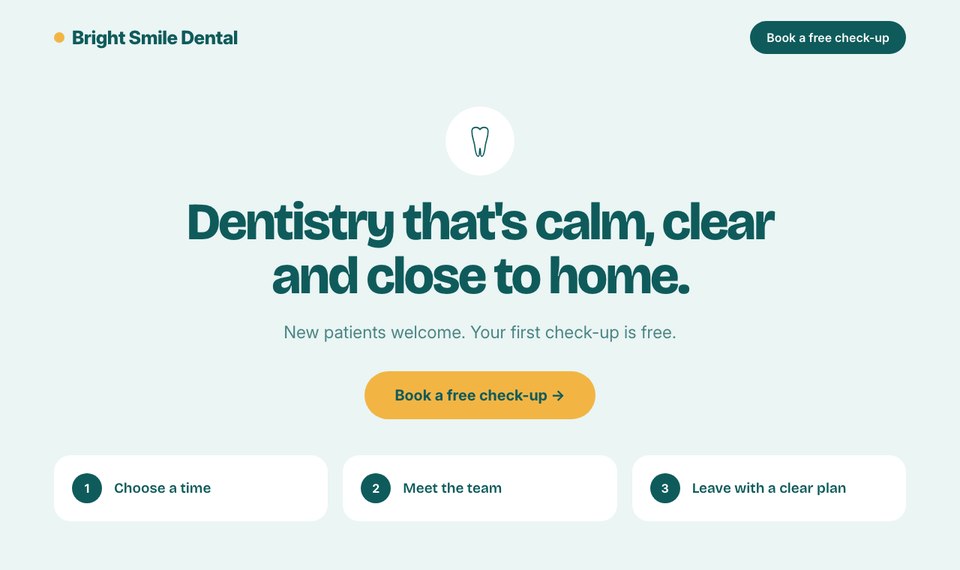 Bright Smile Dental
Book a free check-up
Dentistry that's calm, clear
and close to home.
New patients welcome. Your first check-up is free.
Book a free check-up →
1 Choose a time
2 Meet the team
3 Leave with a clear plan